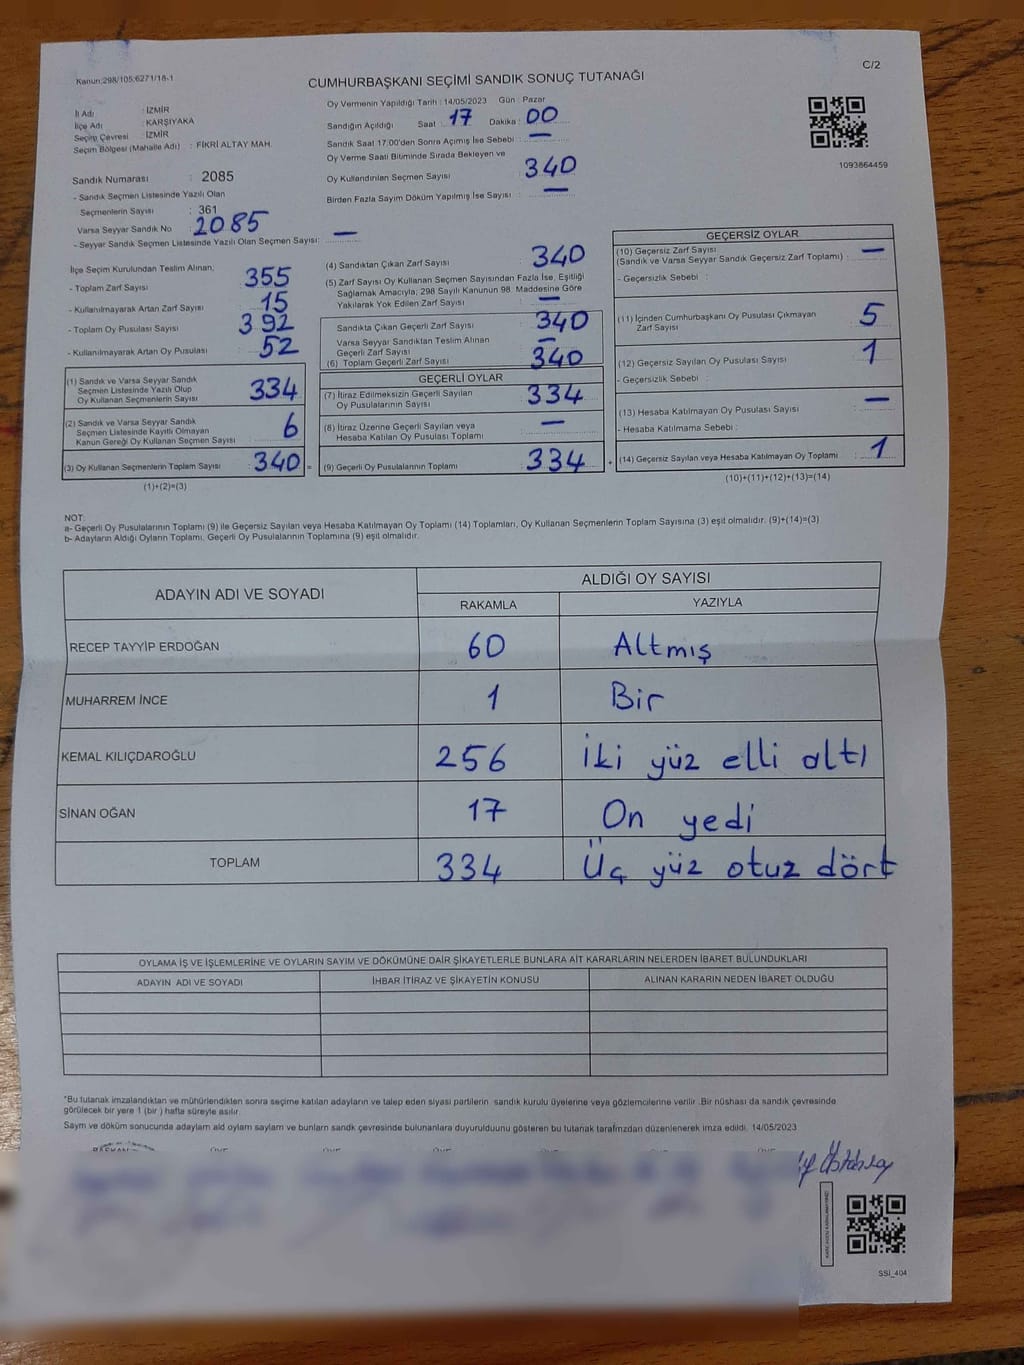 C/2
Kanun:298/105;6271/18-1
CUMHURBAŞKANI SEÇİMİ SANDIK SONUÇ TUTANAĞI
İl Adı : İZMİR
İlçe Adı : KARŞIYAKA
Seçim Çevresi : İZMİR
Seçim Bölgesi (Mahalle Adı) : FİKRİ ALTAY MAH.
Sandık Numarası : 2085
- Sandık Seçmen Listesinde Yazılı Olan
Seçmenlerin Sayısı : 361
Varsa Seyyar Sandık No 2085
- Seyyar Sandık Seçmen Listesinde Yazılı Olan Seçmen Sayısı: —
Oy Vermenin Yapıldığı Tarih : 14/05/2023 Gün : Pazar
Sandığın Açıldığı Saat : 17 Dakika : 00
Sandık Saat 17:00'den Sonra Açımış İse Sebebi : —
Oy Verme Saati Bitiminde Sırada Bekleyen ve
Oy Kullandırılan Seçmen Sayısı : 340
Birden Fazla Sayım Döküm Yapılmış İse Sayısı : —
1093864459
İlçe Seçim Kurulundan Teslim Alınan;
- Toplam Zarf Sayısı : 355
- Kullanılmayarak Artan Zarf Sayısı : 15
- Toplam Oy Pusulası Sayısı : 392
- Kullanılmayarak Artan Oy Pusulası : 52
(1) Sandık ve Varsa Seyyar Sandık
Seçmen Listesinde Yazılı Olup
Oy Kullanan Seçmenlerin Sayısı : 334
(2) Sandık ve Varsa Seyyar Sandık
Seçmen Listesinde Kayıtlı Olmayan
Kanun Gereği Oy Kullanan Seçmen Sayısı : 6
(3) Oy Kullanan Seçmenlerin Toplam Sayısı : 340 =
(1)+(2)=(3)
(4) Sandıktan Çıkan Zarf Sayısı : 340
(5) Zarf Sayısı Oy Kullanan Seçmen Sayısından Fazla İse, Eşitliği
Sağlamak Amacıyla; 298 Sayılı Kanunun 98. Maddesine Göre
Yakılarak Yok Edilen Zarf Sayısı : —
Sandıkta Çıkan Geçerli Zarf Sayısı : 340
Varsa Seyyar Sandıktan Teslim Alınan
Geçerli Zarf Sayısı : —
(6) Toplam Geçerli Zarf Sayısı : 340
GEÇERLİ OYLAR
(7) İtiraz Edilmeksizin Geçerli Sayılan
Oy Pusulalarının Sayısı : 334
(8) İtiraz Üzerine Geçerli Sayılan veya
Hesaba Katılan Oy Pusulası Toplamı : —
(9) Geçerli Oy Pusulalarının Toplamı : 334 +
GEÇERSİZ OYLAR
(10) Geçersiz Zarf Sayısı
(Sandık ve Varsa Seyyar Sandık Geçersiz Zarf Toplamı) : —
- Geçersizlik Sebebi :
(11) İçinden Cumhurbaşkanı Oy Pusulası Çıkmayan
Zarf Sayısı : 5
(12) Geçersiz Sayılan Oy Pusulası Sayısı : 1
- Geçersizlik Sebebi :
(13) Hesaba Katılmayan Oy Pusulası Sayısı : —
- Hesaba Katılmama Sebebi :
(14) Geçersiz Sayılan veya Hesaba Katılmayan Oy Toplamı : 1
(10)+(11)+(12)+(13)=(14)
NOT:
a- Geçerli Oy Pusulalarının Toplamı (9) ile Geçersiz Sayılan veya Hesaba Katılmayan Oy Toplamı (14) Toplamları, Oy Kullanan Seçmenlerin Toplam Sayısına (3) eşit olmalıdır. (9)+(14)=(3)
b- Adayların Aldığı Oyların Toplamı, Geçerli Oy Pusulalarının Toplamına (9) eşit olmalıdır.
ADAYIN ADI VE SOYADI ALDIĞI OY SAYISI
RAKAMLA YAZIYLA
RECEP TAYYİP ERDOĞAN 60 Altmış
MUHARREM İNCE 1 Bir
KEMAL KILIÇDAROĞLU 256 İki yüz elli altı
SİNAN OĞAN 17 On yedi
TOPLAM 334 Üç yüz otuz dört
OYLAMA İŞ VE İŞLEMLERİNE VE OYLARIN SAYIM VE DÖKÜMÜNE DAİR ŞİKAYETLERLE BUNLARA AİT KARARLARIN NELERDEN İBARET BULUNDUKLARI
ADAYIN ADI VE SOYADI İHBAR İTİRAZ VE ŞİKAYETİN KONUSU ALINAN KARARIN NEDEN İBARET OLDUĞU
"Bu tutanak imzalandıktan ve mühürlendikten sonra seçime katılan adayların ve talep eden siyasi partilerin sandık kurulu üyelerine veya gözlemcilerine verilir. Bir nüshası da sandık çevresinde
görülecek bir yere 1 (bir ) hafta süreyle asılır.
Sayım ve döküm sonucunda adaylam ald oylam saylam ve bunlam sandk çevresinde bulunanlara duyurulduunu gösteren bu tutanak tarafmzdan düzenlenerek imza edildi. 14/05/2023
BAŞKAN ÜYE ÜYE ÜYE
SSİ_404